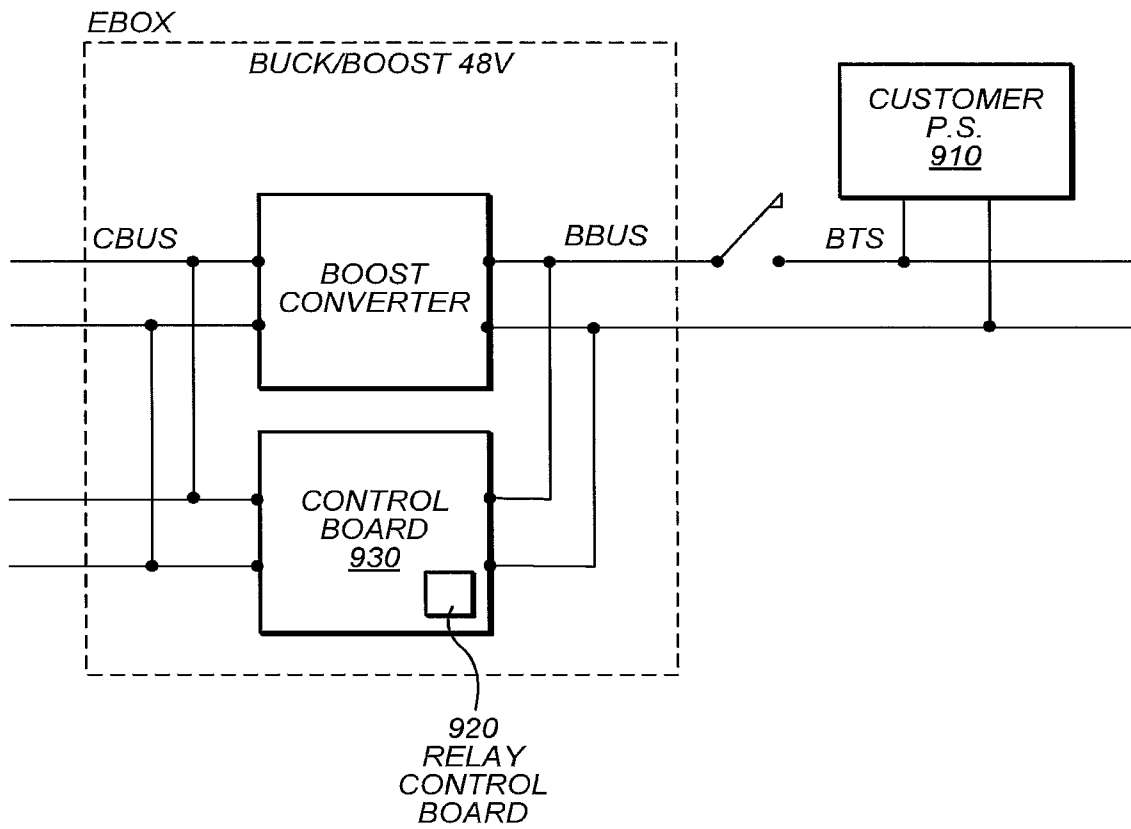 EBOX
BUCK/BOOST 48V
CUSTOMER
P.S.
910
CBUS
BBUS
BTS
BOOST
CONVERTER
CONTROL
BOARD
930
920
RELAY
CONTROL
BOARD